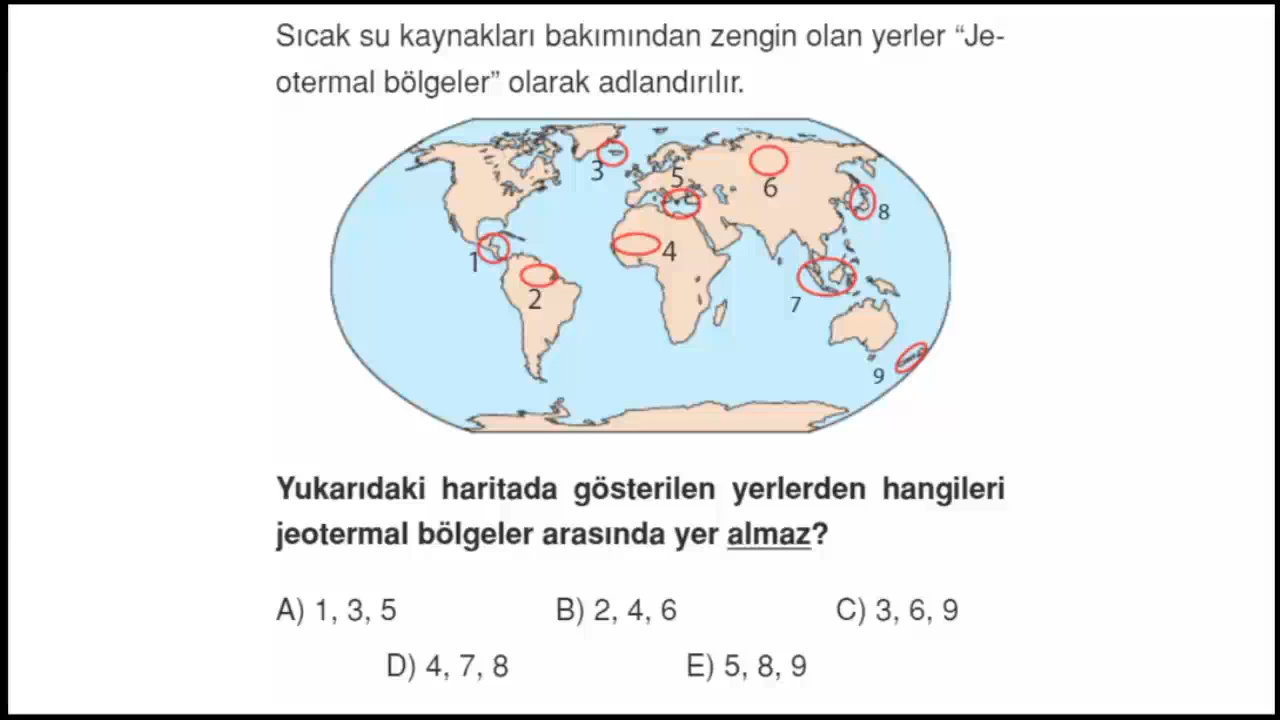 Sıcak su kaynakları bakımından zengin olan yerler “Je-
otermal bölgeler” olarak adlandırılır.
3
5
6
8
1
4
2
7
9
Yukarıdaki haritada gösterilen yerlerden hangileri
jeotermal bölgeler arasında yer almaz?
A) 1, 3, 5 B) 2, 4, 6 C) 3, 6, 9
D) 4, 7, 8 E) 5, 8, 9